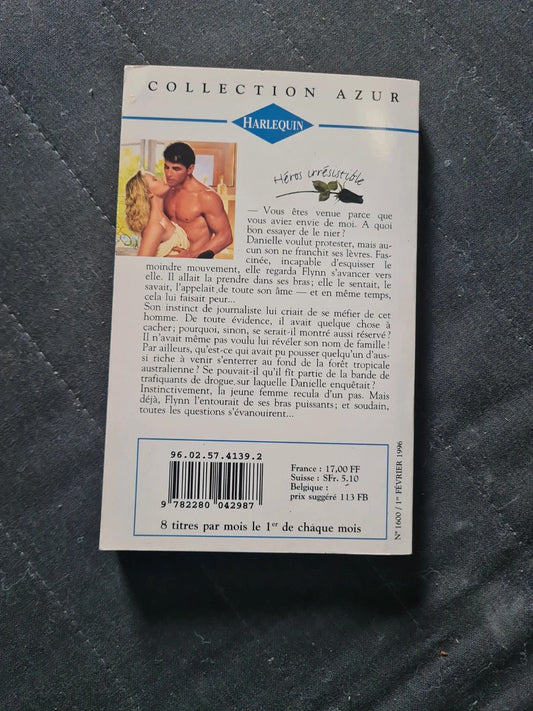 COLLECTION AZUR
HARLEQUIN
Héros irrésistible
— Vous êtes venue parce que
vous aviez envie de moi. A quoi
bon essayer de le nier ?
Danielle voulut protester, mais au-
cun son ne franchit ses lèvres. Fas-
cinée, incapable d'esquisser le
moindre mouvement, elle regarda Flynn s'avancer vers
elle. Il allait la prendre dans ses bras ; elle le sentait, le
savait, l'appelait de toute son âme — et en même temps,
cela lui faisait peur...
Son instinct de journaliste lui criait de se méfier de cet
homme. De toute évidence, il avait quelque chose à
cacher ; pourquoi, sinon, se serait-il montré aussi réservé ?
Il n'avait même pas voulu lui révéler son nom de famille !
Par ailleurs, qu'est-ce qui avait pu pousser quelqu'un d'aus-
si riche à venir s'enterrer au fond de la forêt tropicale
australienne ? Se pouvait-il qu'il fît partie de la bande de
trafiquants de drogue sur laquelle Danielle enquêtait ?
Instinctivement, la jeune femme recula d'un pas. Mais
déjà, Flynn l'entourait de ses bras puissants ; et soudain,
toutes les questions s'évanouirent...
96.02.57.4139.2
9 782280 042987
France : 17,00 FF
Suisse : SFr. 5.10
Belgique :
prix suggéré 113 FB
8 titres par mois le 1er de chaque mois
N° 1600 / 1er FÉVRIER 1996